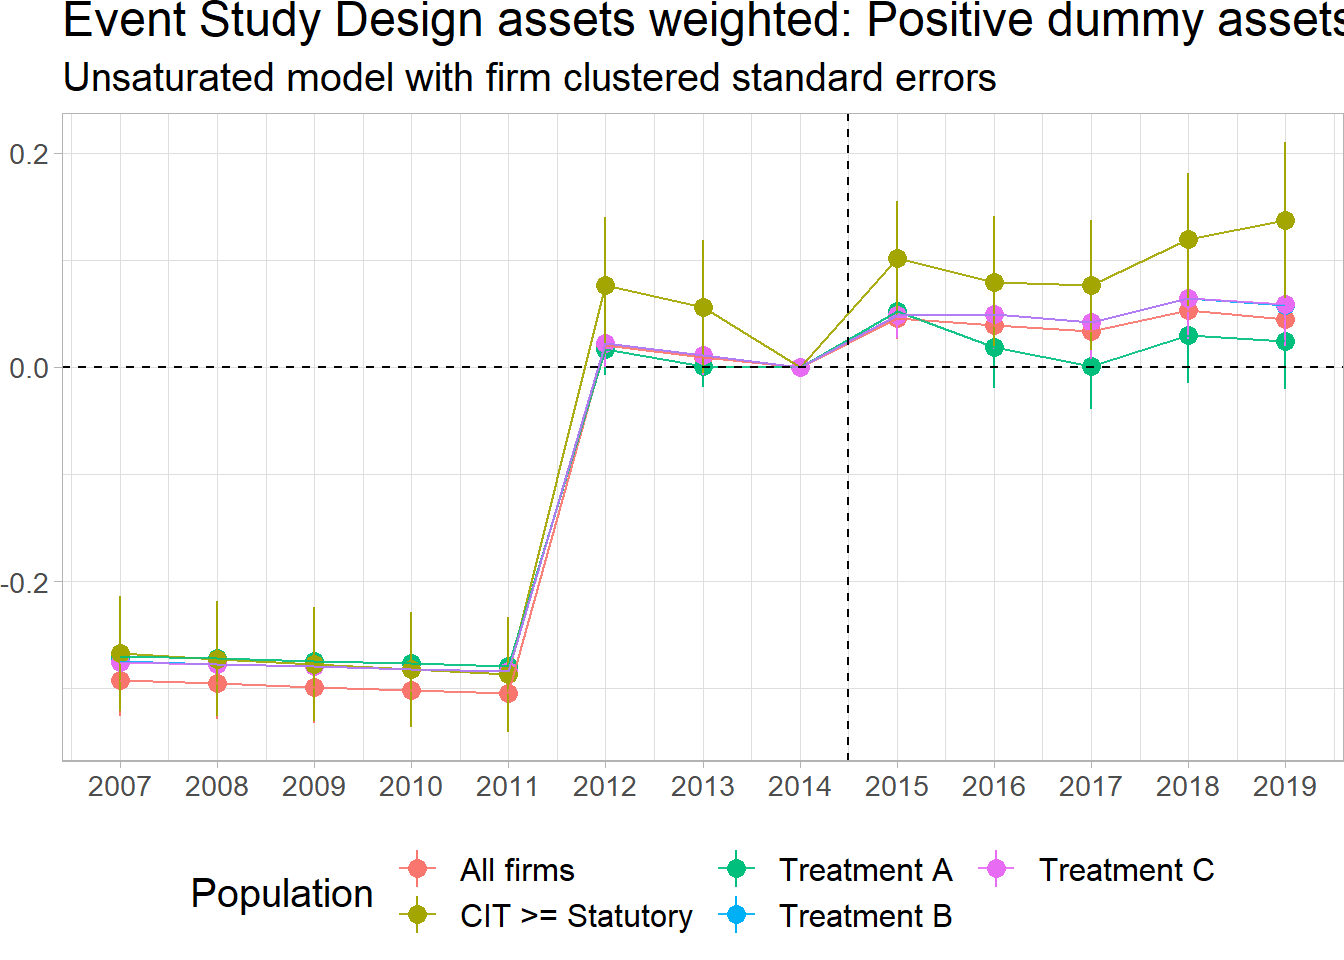 Event Study Design assets weighted: Positive dummy assets
Unsaturated model with firm clustered standard errors
0.2
0.0
-0.2
2007 2008 2009 2010 2011 2012 2013 2014 2015 2016 2017 2018 2019
Population
All firms
CIT >= Statutory
Treatment A
Treatment B
Treatment C